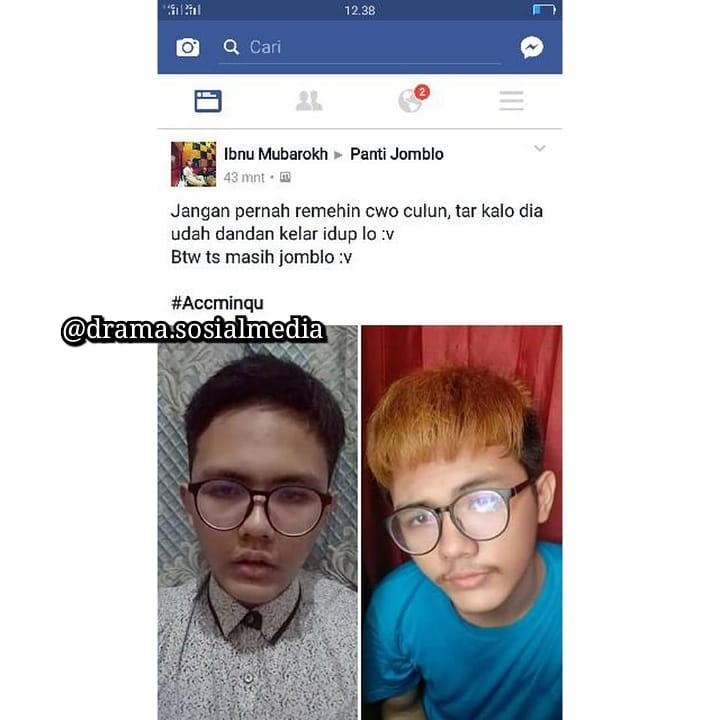 12.38
Cari
2
Ibnu Mubarokh ▸ Panti Jomblo
43 mnt •
Jangan pernah remehin cwo culun, tar kalo dia
udah dandan kelar idup lo :v
Btw ts masih jomblo :v
#Accminqu
@drama.sosialmedia